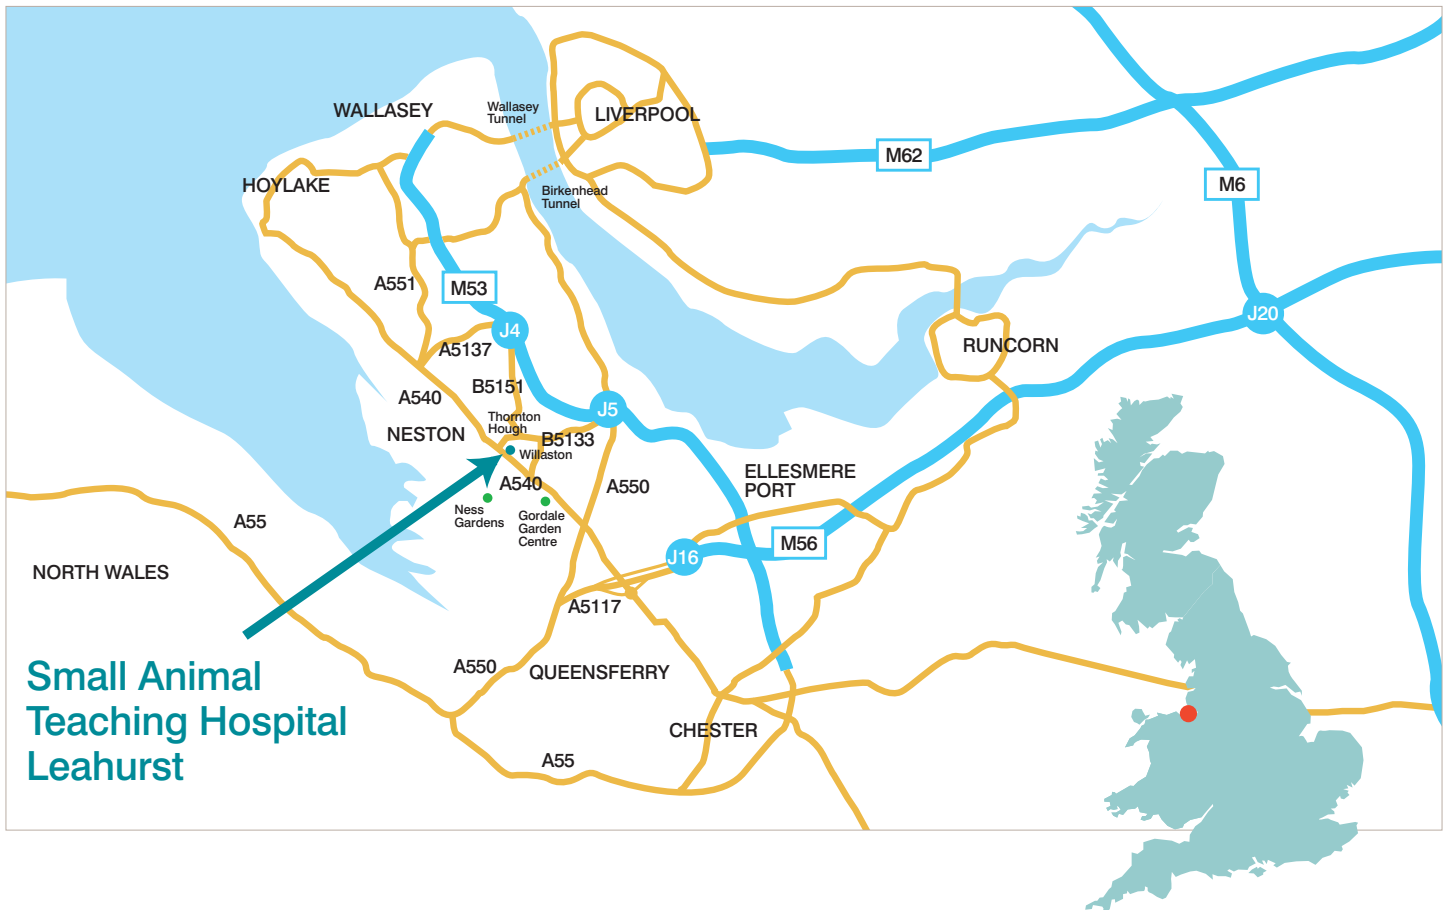 WALLASEY
Wallasey
Tunnel
LIVERPOOL
M62
M6
HOYLAKE
Birkenhead
Tunnel
A551
M53
J4
J20
A5137
RUNCORN
B5151
A540
J5
Thornton
Hough
NESTON
B5133
Willaston
A540
A550
ELLESMERE
PORT
Ness
Gardens
Gordale
Garden
Centre
A55
M56
J16
NORTH WALES
A5117
A550
QUEENSFERRY
Small Animal
Teaching Hospital
Leahurst
CHESTER
A55